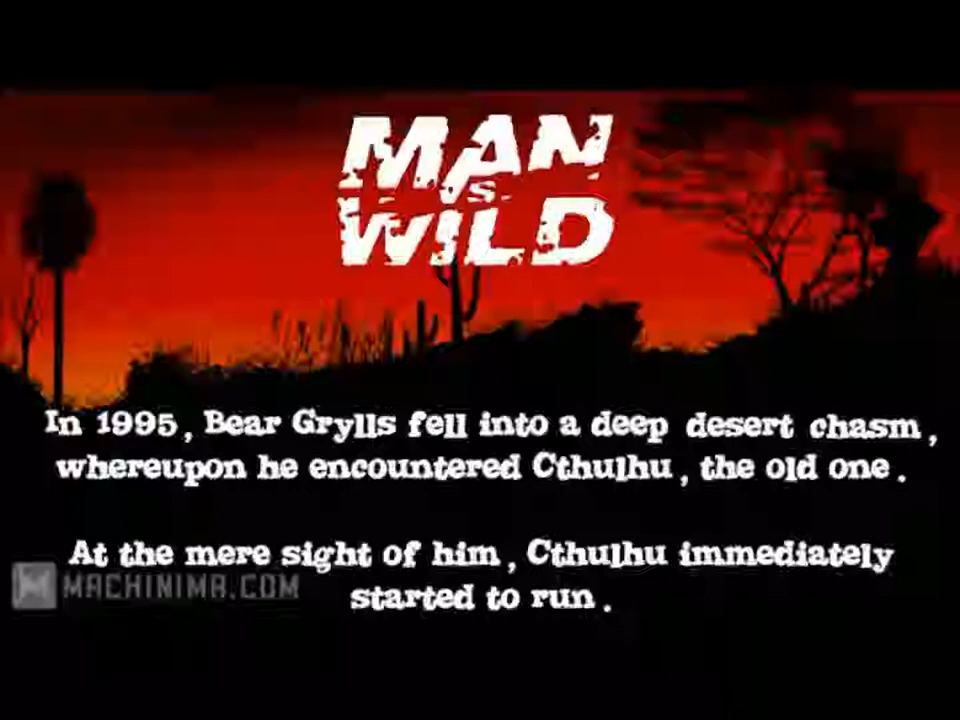 MAN
VS.
WILD
In 1995, Bear Grylls fell into a deep desert chasm,
whereupon he encountered Cthulhu, the old one.
At the mere sight of him, Cthulhu immediately
started to run.
MACHINIMA.COM